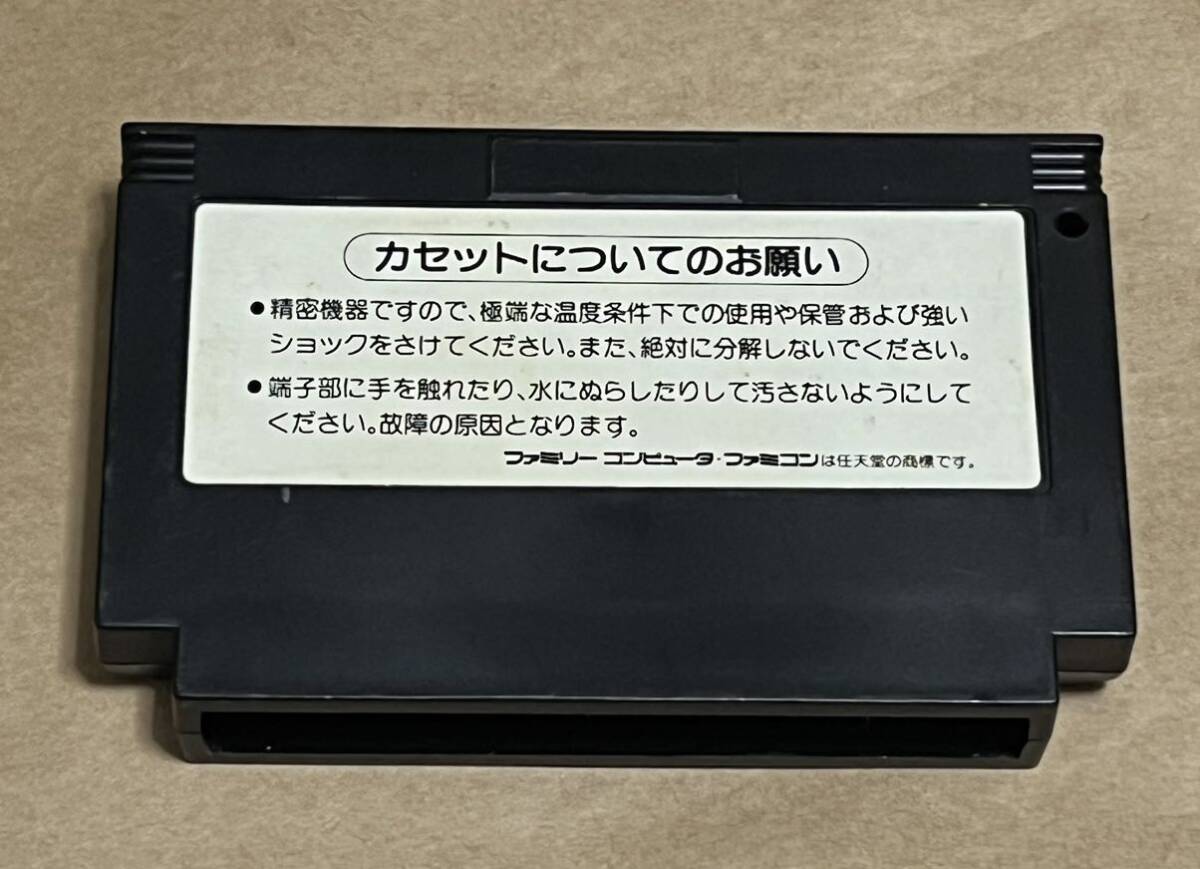 カセットについてのお願い
●精密機器ですので、極端な温度条件下での使用や保管および強い
ショックをさけてください。また、絶対に分解しないでください。
●端子部に手を触れたり、水にぬらしたりして汚さないようにして
ください。故障の原因となります。
ファミリーコンピュータ・ファミコンは任天堂の商標です。